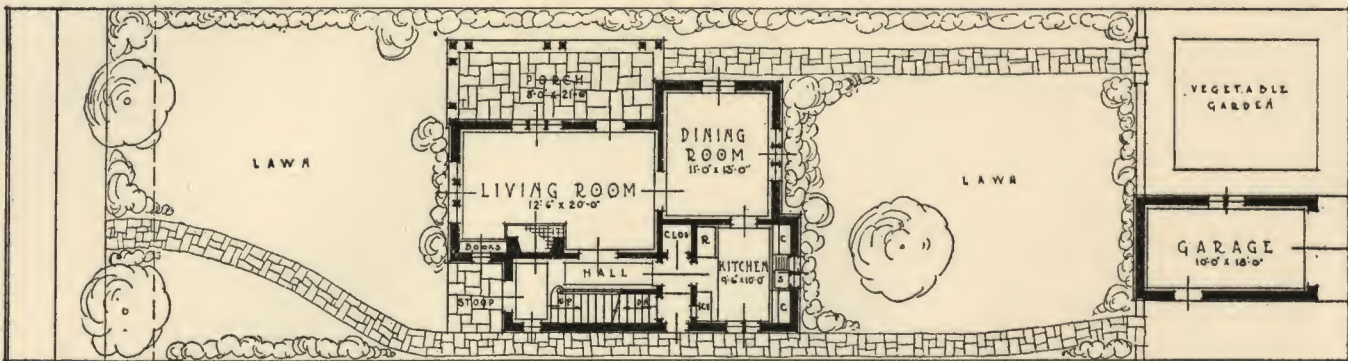 LAWN
PORCH
8'-0" x 21'-0"
LIVING ROOM
12'-6" x 20'-0"
BOOKS
STOOP
HALL
UP
DN
CLOS
DINING
ROOM
11'-0" x 13'-0"
R
KITCHEN
9'-6" x 10'-0"
ICE
C
S
C
LAWN
VEGETABLE
GARDEN
GARAGE
10'-0" x 18'-0"